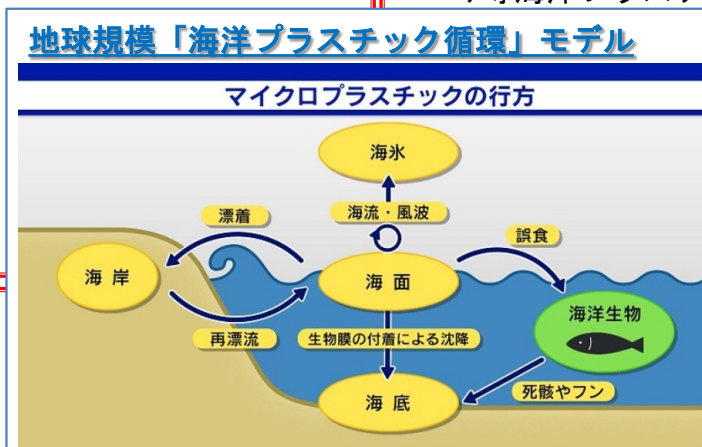 地球規模「海洋プラスチック循環」モデル
マイクロプラスチックの行方
海氷
漂着
海流・風波
誤食
海岸
海面
海洋生物
再漂流
生物膜の付着による沈降
海底
死骸やフン